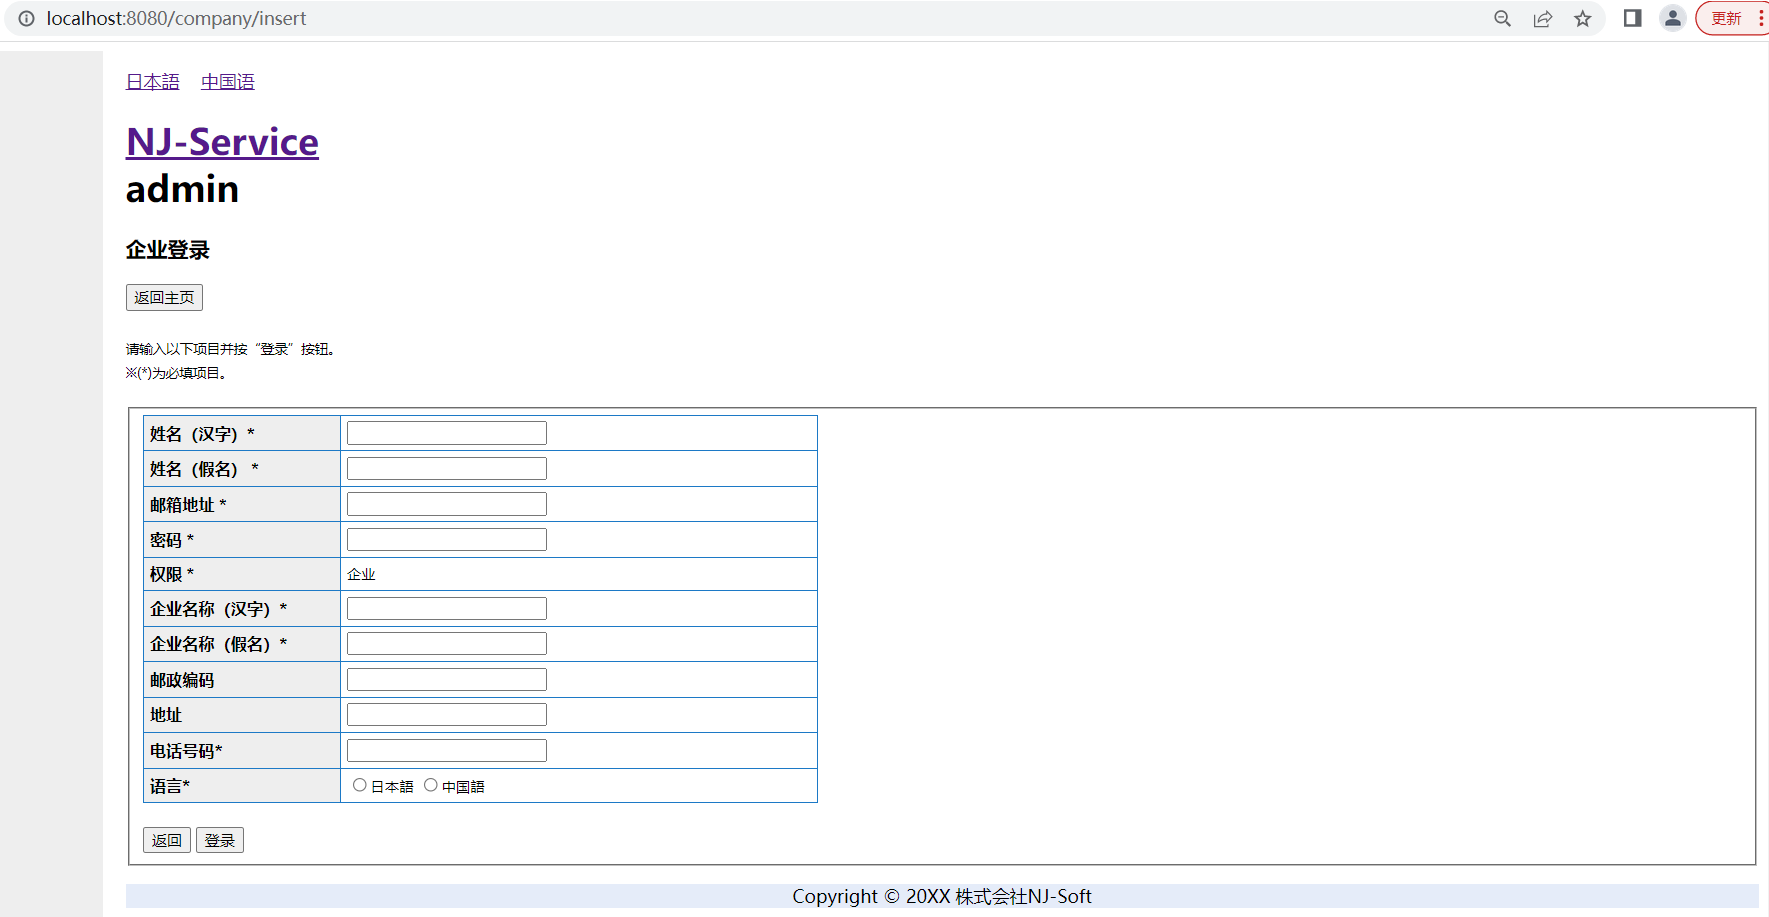 localhost:8080/company/insert
更新
日本語 中国语
NJ-Service
admin
企业登录
返回主页
请输入以下项目并按“登录”按钮。
※(*)为必填项目。
姓名（汉字）*
姓名（假名） *
邮箱地址 *
密码 *
权限 * 企业
企业名称（汉字）*
企业名称（假名）*
邮政编码
地址
电话号码*
语言* 日本語 中国語
返回 登录
Copyright © 20XX 株式会社NJ-Soft